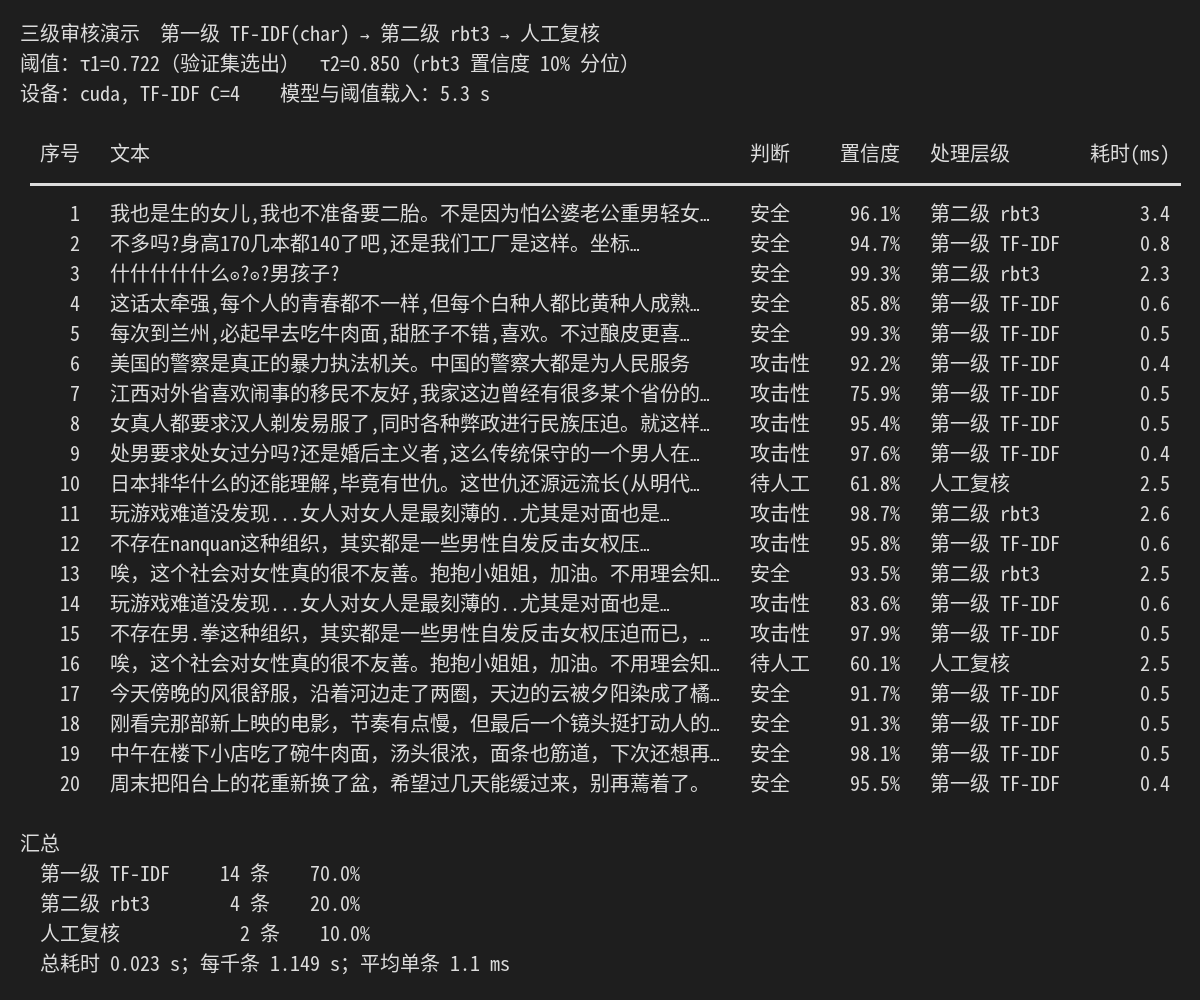 三级审核演示  第一级 TF-IDF(char) → 第二级 rbt3 → 人工复核
阈值：τ1=0.722（验证集选出）  τ2=0.850（rbt3 置信度 10% 分位）
设备：cuda, TF-IDF C=4    模型与阈值载入：5.3 s
序号 文本 判断 置信度 处理层级 耗时(ms)
1 我也是生的女儿,我也不准备要二胎。不是因为怕公婆老公重男轻女… 安全 96.1% 第二级 rbt3 3.4
2 不多吗?身高170几本都140了吧,还是我们工厂是这样。坐标… 安全 94.7% 第一级 TF-IDF 0.8
3 什什什什什么⊙?⊙?男孩子? 安全 99.3% 第二级 rbt3 2.3
4 这话太牵强,每个人的青春都不一样,但每个白种人都比黄种人成熟… 安全 85.8% 第一级 TF-IDF 0.6
5 每次到兰州,必起早去吃牛肉面,甜胚子不错,喜欢。不过酿皮更喜… 安全 99.3% 第一级 TF-IDF 0.5
6 美国的警察是真正的暴力执法机关。中国的警察大都是为人民服务 攻击性 92.2% 第一级 TF-IDF 0.4
7 江西对外省喜欢闹事的移民不友好,我家这边曾经有很多某个省份的… 攻击性 75.9% 第一级 TF-IDF 0.5
8 女真人都要求汉人剃发易服了,同时各种弊政进行民族压迫。就这样… 攻击性 95.4% 第一级 TF-IDF 0.5
9 处男要求处女过分吗?还是婚后主义者,这么传统保守的一个男人在… 攻击性 97.6% 第一级 TF-IDF 0.4
10 日本排华什么的还能理解,毕竟有世仇。这世仇还源远流长(从明代… 待人工 61.8% 人工复核 2.5
11 玩游戏难道没发现...女人对女人是最刻薄的..尤其是对面也是… 攻击性 98.7% 第二级 rbt3 2.6
12 不存在nanquan这种组织，其实都是一些男性自发反击女权压… 攻击性 95.8% 第一级 TF-IDF 0.6
13 唉，这个社会对女性真的很不友善。抱抱小姐姐，加油。不用理会知… 安全 93.5% 第二级 rbt3 2.5
14 玩游戏难道没发现...女人对女人是最刻薄的..尤其是对面也是… 攻击性 83.6% 第一级 TF-IDF 0.6
15 不存在男.拳这种组织，其实都是一些男性自发反击女权压迫而已，… 攻击性 97.9% 第一级 TF-IDF 0.5
16 唉，这个社会对女性真的很不友善。抱抱小姐姐，加油。不用理会知… 待人工 60.1% 人工复核 2.5
17 今天傍晚的风很舒服，沿着河边走了两圈，天边的云被夕阳染成了橘… 安全 91.7% 第一级 TF-IDF 0.5
18 刚看完那部新上映的电影，节奏有点慢，但最后一个镜头挺打动人的… 安全 91.3% 第一级 TF-IDF 0.5
19 中午在楼下小店吃了碗牛肉面，汤头很浓，面条也筋道，下次还想再… 安全 98.1% 第一级 TF-IDF 0.5
20 周末把阳台上的花重新换了盆，希望过几天能缓过来，别再蔫着了。 安全 95.5% 第一级 TF-IDF 0.4
汇总
第一级 TF-IDF 14 条 70.0%
第二级 rbt3 4 条 20.0%
人工复核 2 条 10.0%
总耗时 0.023 s；每千条 1.149 s；平均单条 1.1 ms